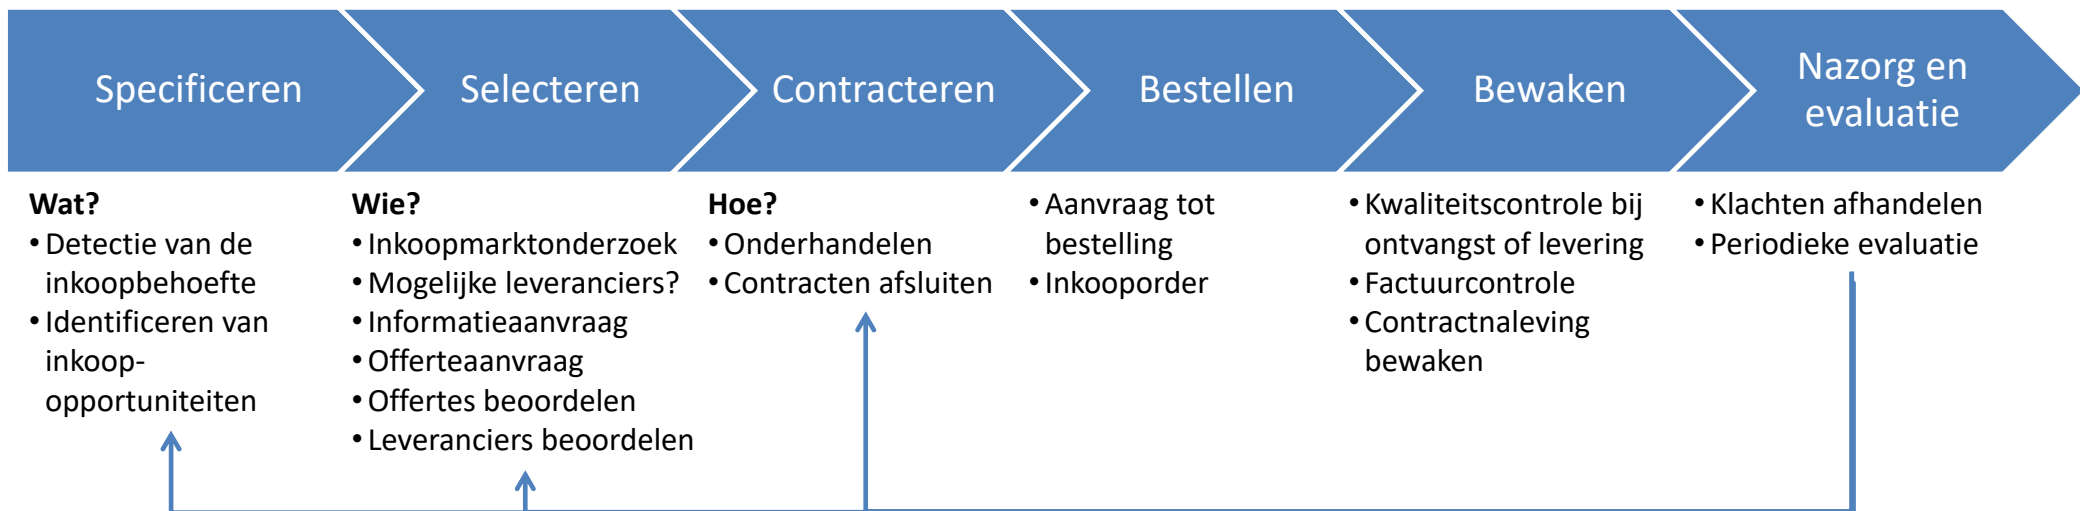 Specificeren
Selecteren
Contracteren
Bestellen
Bewaken
Nazorg en
evaluatie
Wat?
• Detectie van de
inkoopbehoefte
• Identificeren van
inkoop-
opportuniteiten
Wie?
• Inkoopmarktonderzoek
• Mogelijke leveranciers?
• Informatieaanvraag
• Offerteaanvraag
• Offertes beoordelen
• Leveranciers beoordelen
Hoe?
• Onderhandelen
• Contracten afsluiten
• Aanvraag tot
bestelling
• Inkooporder
• Kwaliteitscontrole bij
ontvangst of levering
• Factuurcontrole
• Contractnaleving
bewaken
• Klachten afhandelen
• Periodieke evaluatie